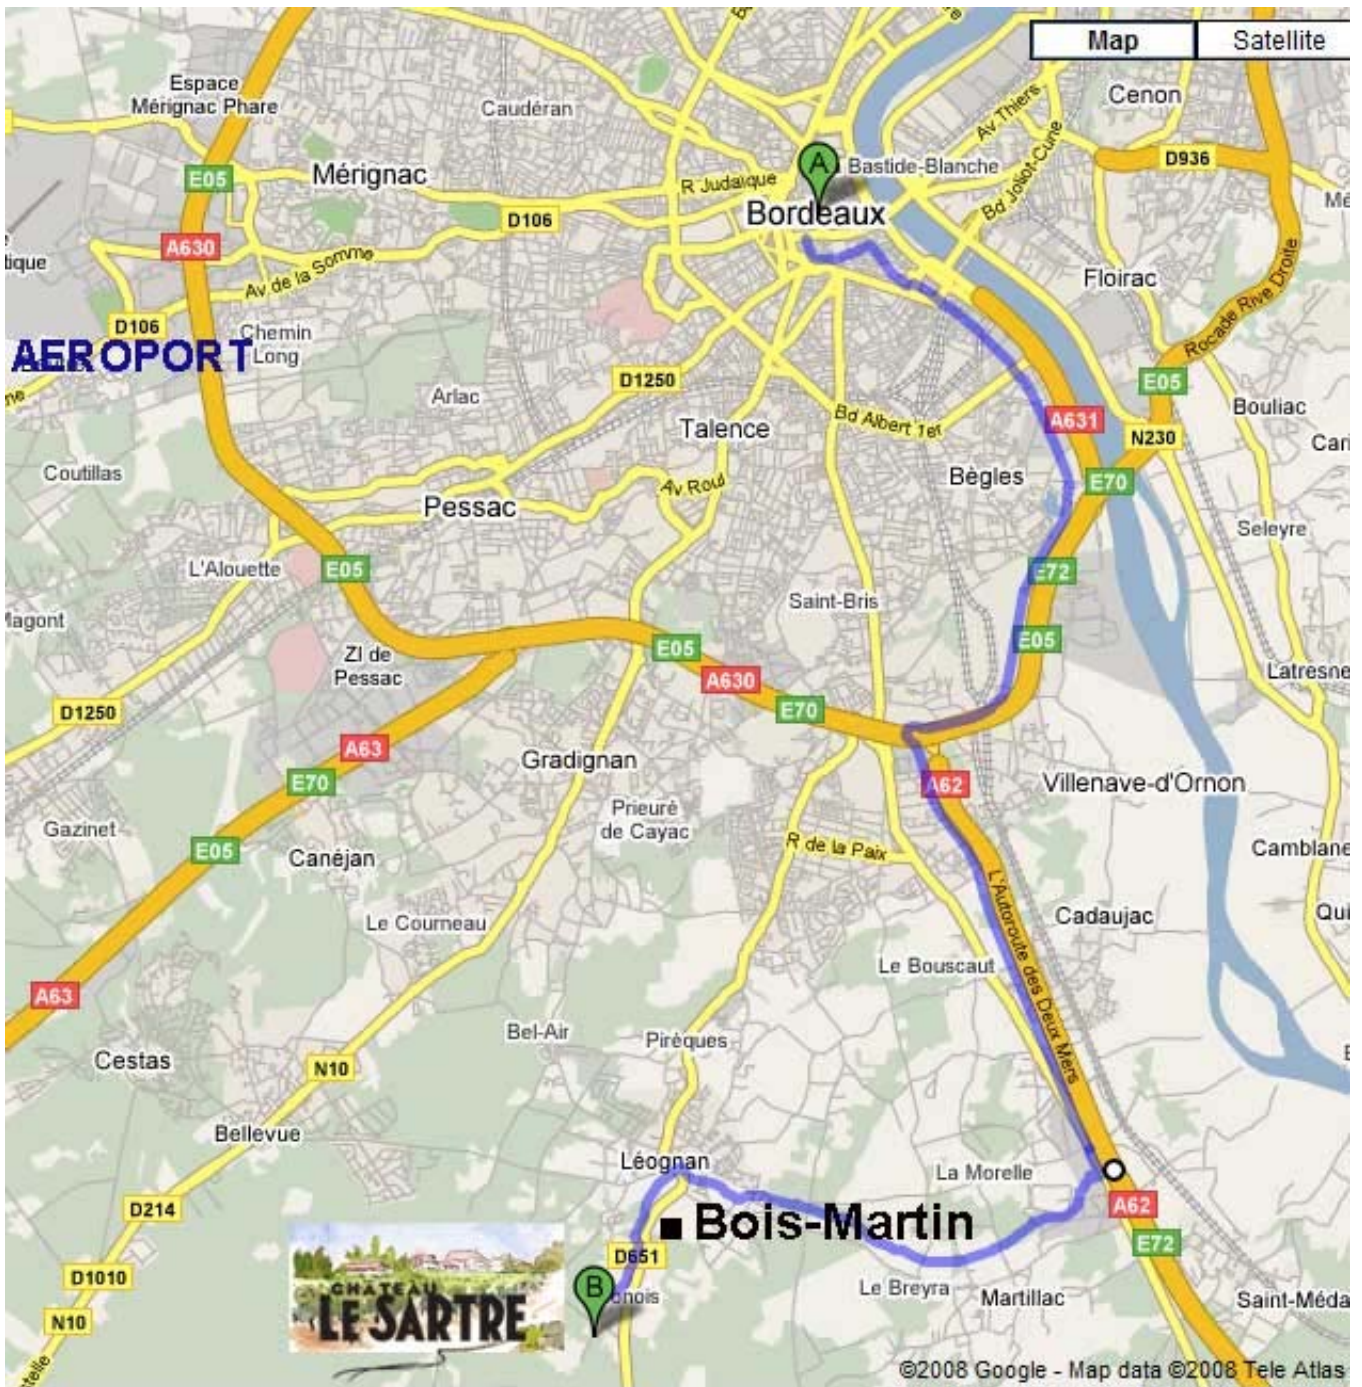 Map
Satellite
Espace
Mérignac Phare
Caudéran
Cenon
Av Thiers
E05
Mérignac
R Judaïque
A
Bastide-Blanche
D936
Bd Joliot-Curie
D106
Bordeaux
A630
Av de la Somme
Floirac
Rocade Rive Droite
D106
Chemin
Long
AEROPORT
D1250
E05
Arlac
Bouliac
Talence
Bd Albert 1er
A631
N230
Coutillas
Bègles
E70
Pessac
Av Roul
Seleyre
L'Alouette
E05
E72
Saint-Bris
Magont
E05
ZI de
Pessac
E05
Latresne
A630
D1250
E70
A63
Gradignan
E70
A62
Villenave-d'Ornon
Gazinet
Prieuré
de Cayac
E05
Canéjan
R de la Paix
Camblane
L'Autoroute des Deux Mers
Le Courneau
Cadaujac
Qui
Le Bouscaut
A63
Bel-Air
Pirèques
Cestas
N10
Bellevue
Léognan
La Morelle
D214
A62
Bois-Martin
E72
D651
D1010
CHÂTEAU
LE SARTRE
B
enois
Le Breyra
Martillac
Saint-Méda
N10
©2008 Google - Map data ©2008 Tele Atlas